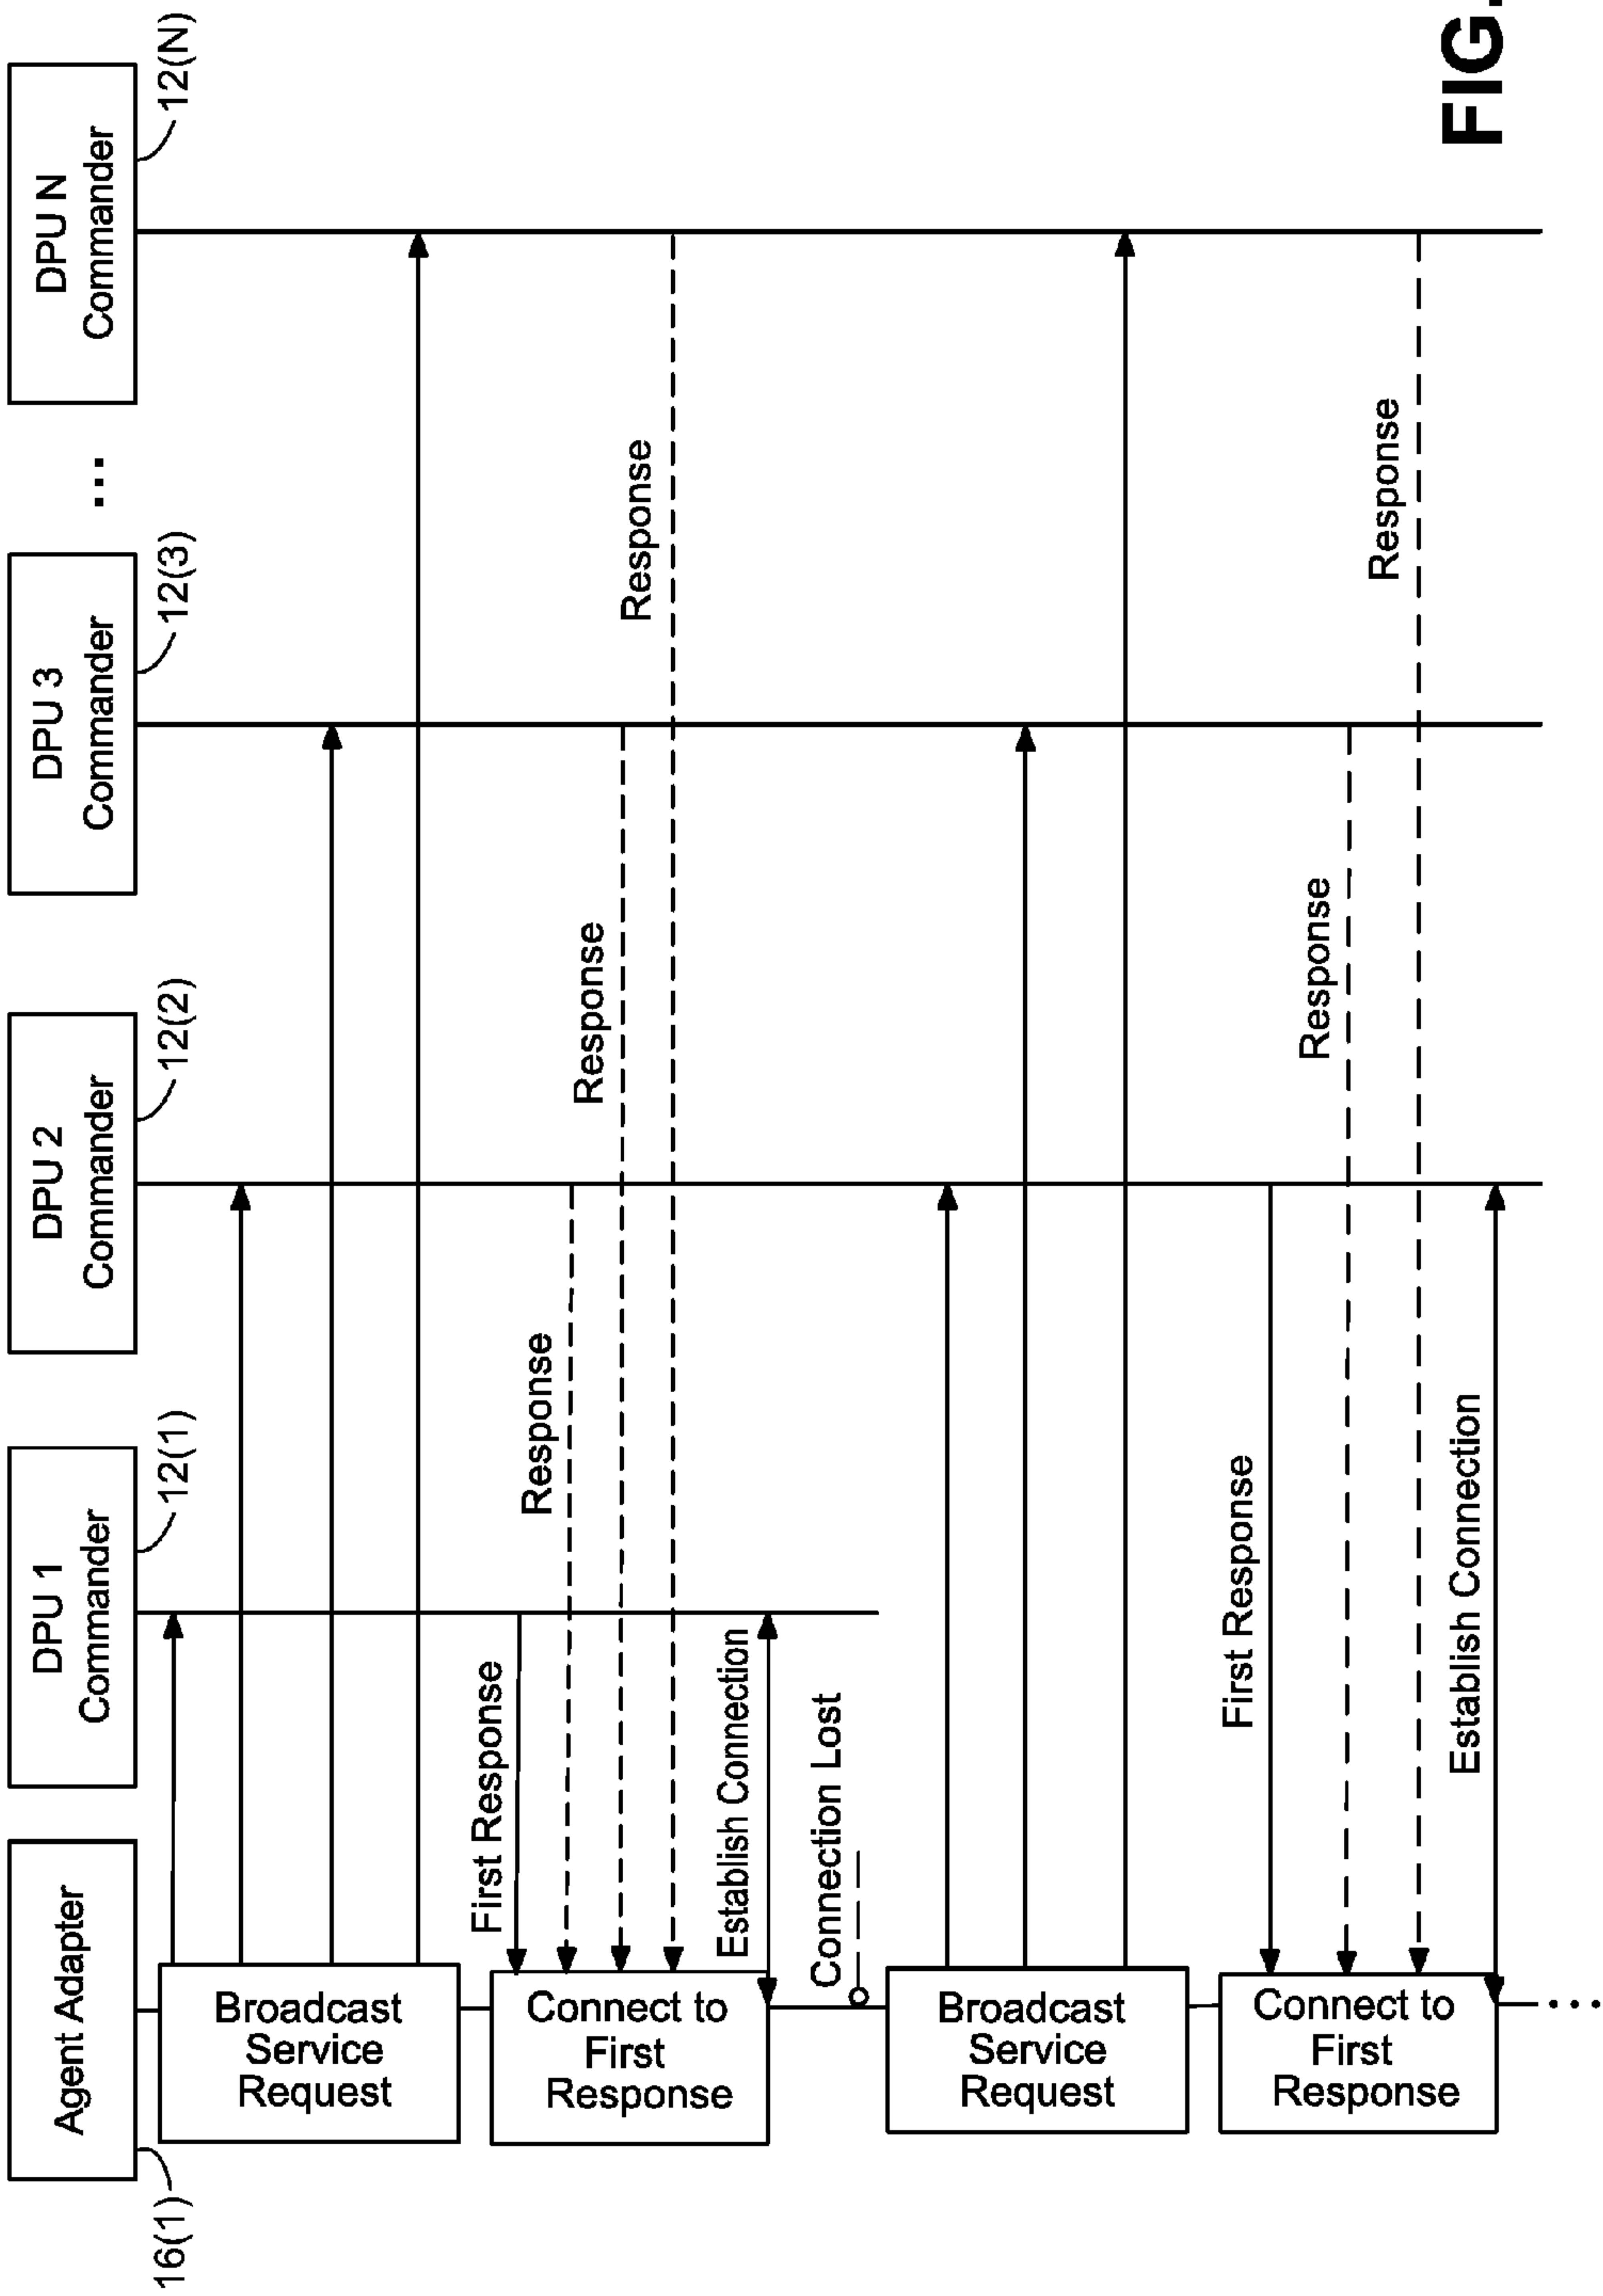 Agent Adapter
16(1)
DPU 1
Commander
12(1)
DPU 2
Commander
12(2)
DPU 3
Commander
12(3)
...
DPU N
Commander
12(N)
Broadcast
Service
Request
First Response
Response
Response
Response
Connect to
First
Response
Establish Connection
Connection Lost
Broadcast
Service
Request
First Response
Response
Response
Connect to
First
Response
Establish Connection
...
FIG.